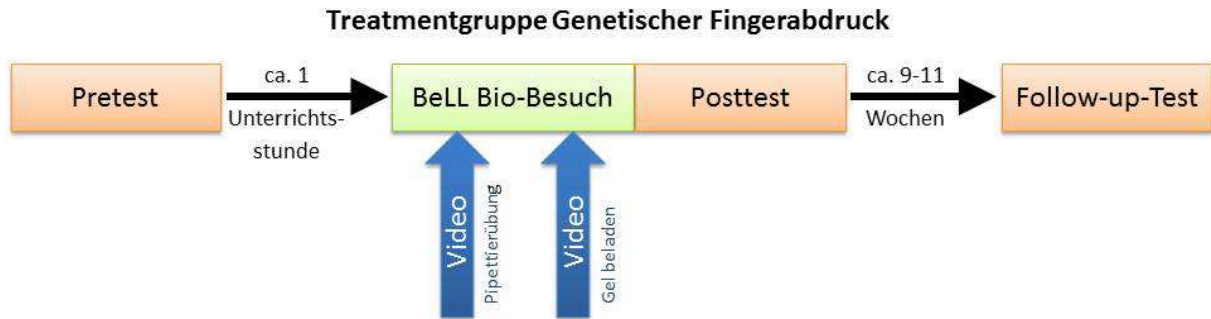 Treatmentgruppe Genetischer Fingerabdruck
Pretest
ca. 1
Unterrichts-
stunde
BeLL Bio-Besuch
Posttest
ca. 9-11
Wochen
Follow-up-Test
Video
Pipettierübung
Video
Gel beladen